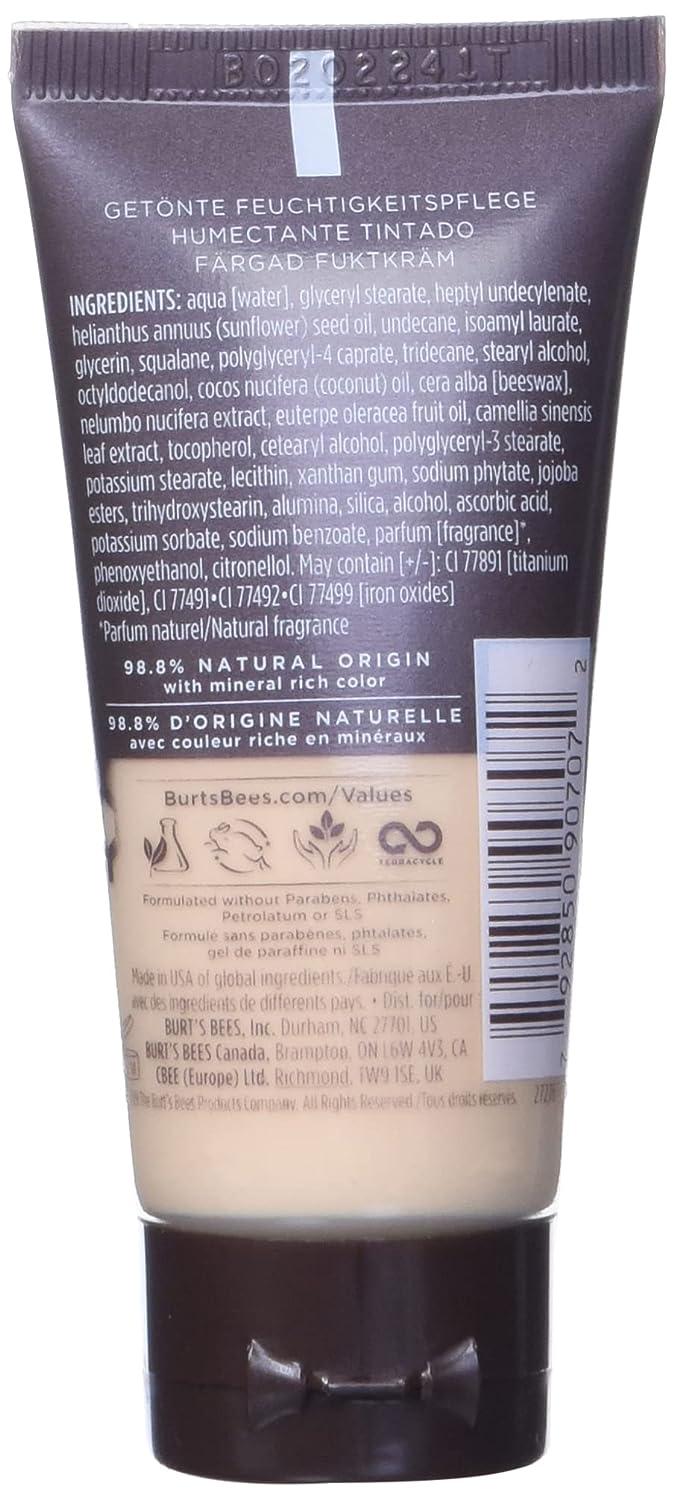 B0202241T
GETÖNTE FEUCHTIGKEITSPFLEGE
HUMECTANTE TINTADO
FÄRGAD FUKTKRÄM
INGREDIENTS: aqua [water], glyceryl stearate, heptyl undecylenate,
helianthus annuus (sunflower) seed oil, undecane, isoamyl laurate,
glycerin, squalane, polyglyceryl-4 caprate, tridecane, stearyl alcohol,
octyldodecanol, cocos nucifera (coconut) oil, cera alba [beeswax],
nelumbo nucifera extract, euterpe oleracea fruit oil, camellia sinensis
leaf extract, tocopherol, cetearyl alcohol, polyglyceryl-3 stearate,
potassium stearate, lecithin, xanthan gum, sodium phytate, jojoba
esters, trihydroxystearin, alumina, silica, alcohol, ascorbic acid,
potassium sorbate, sodium benzoate, parfum [fragrance]*,
phenoxyethanol, citronellol. May contain [+/-]: CI 77891 [titanium
dioxide], CI 77491•CI 77492•CI 77499 [iron oxides]
*Parfum naturel/Natural fragrance
98.8% NATURAL ORIGIN
with mineral rich color
98.8% D'ORIGINE NATURELLE
avec couleur riche en minéraux
BurtsBees.com/Values
TERRACYCLE
Formulated without Parabens, Phthalates,
Petrolatum or SLS
Formule sans parabènes, phtalates,
gel de paraffine ni SLS
Made in USA of global ingredients./Fabriqué aux É.-U.
avec des ingredients de différents pays. • Dist. for/pour :
BURT'S BEES, Inc. Durham, NC 27701, US
BURT'S BEES Canada, Brampton, ON L6W 4V3, CA
CBEE (Europe) Ltd. Richmond, TW9 1SE, UK
The Burt's Bees Products Company. All Rights Reserved./Tous droits réservés.
7 92850 90707 2